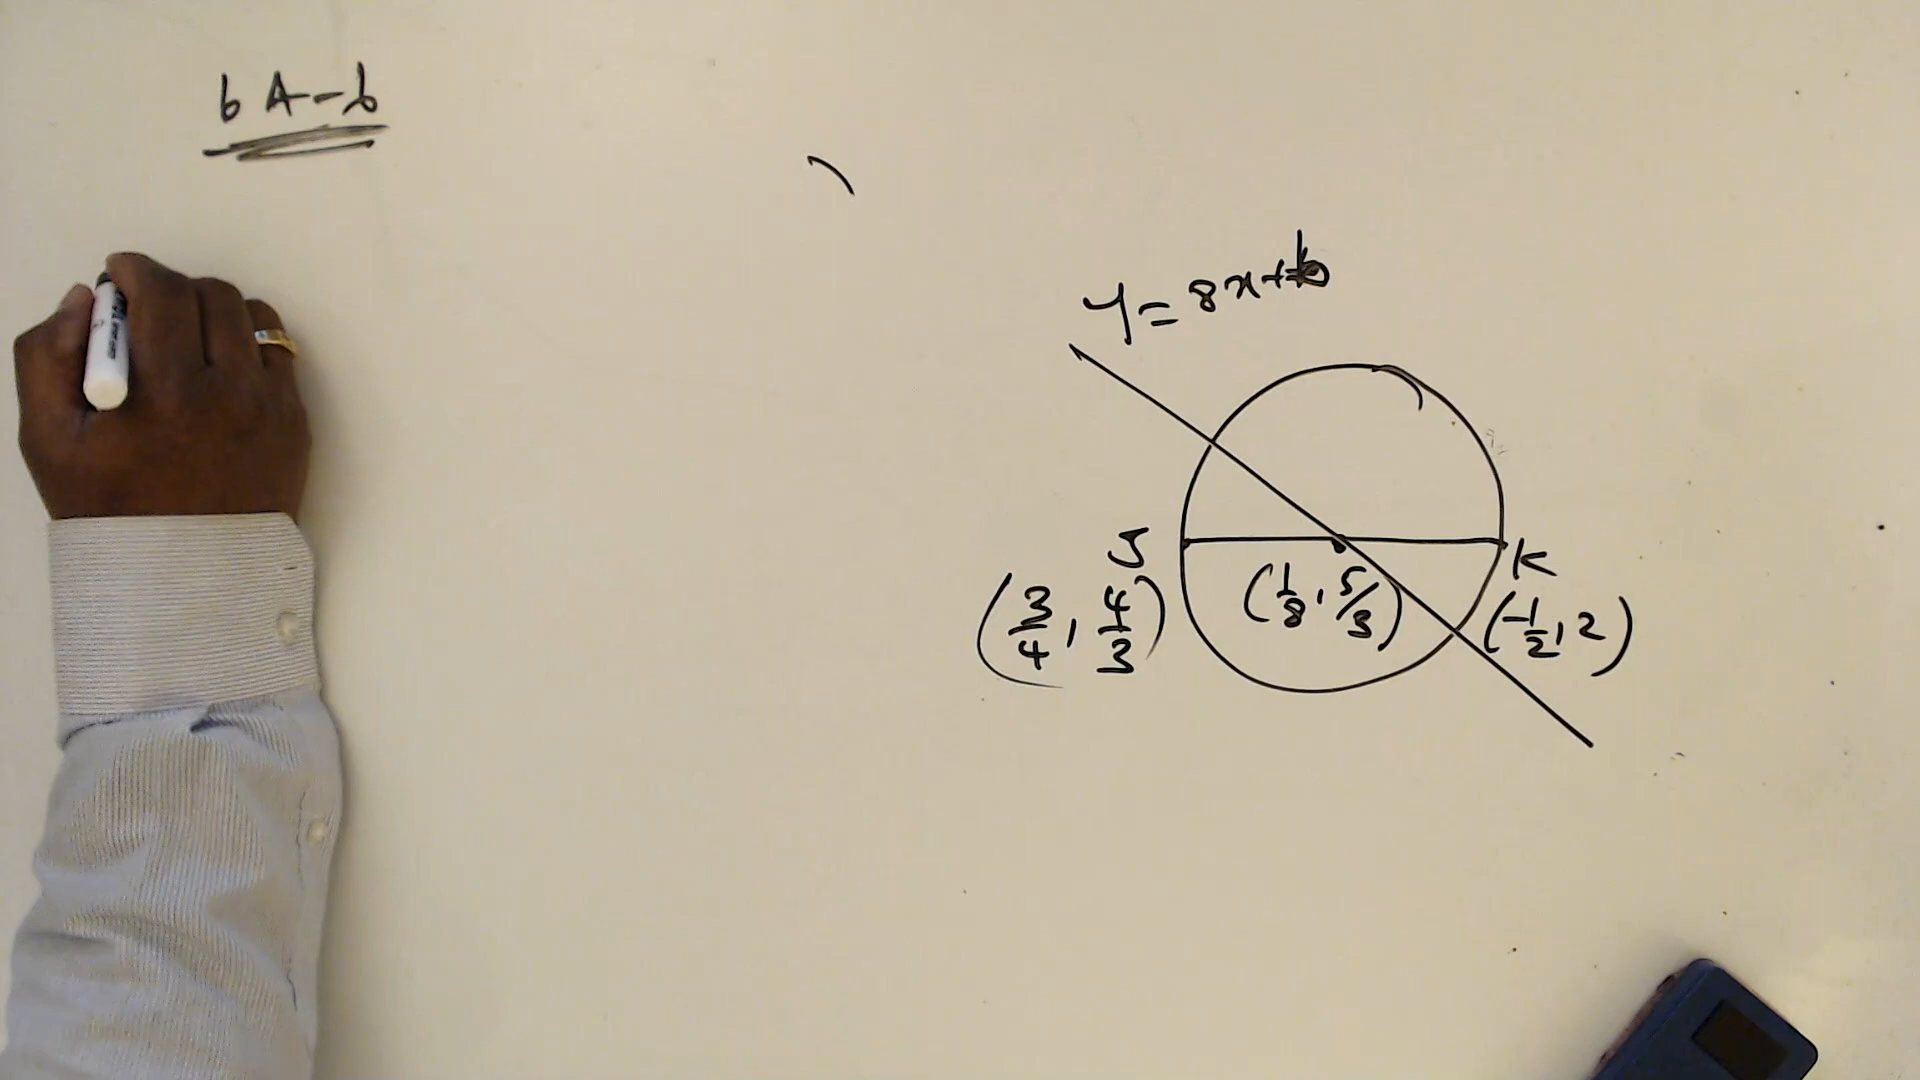 6 A-b
y = 8x+b
J
K
(3/4, 4/3)
(1/8, 5/3)
(-1/2, 2)